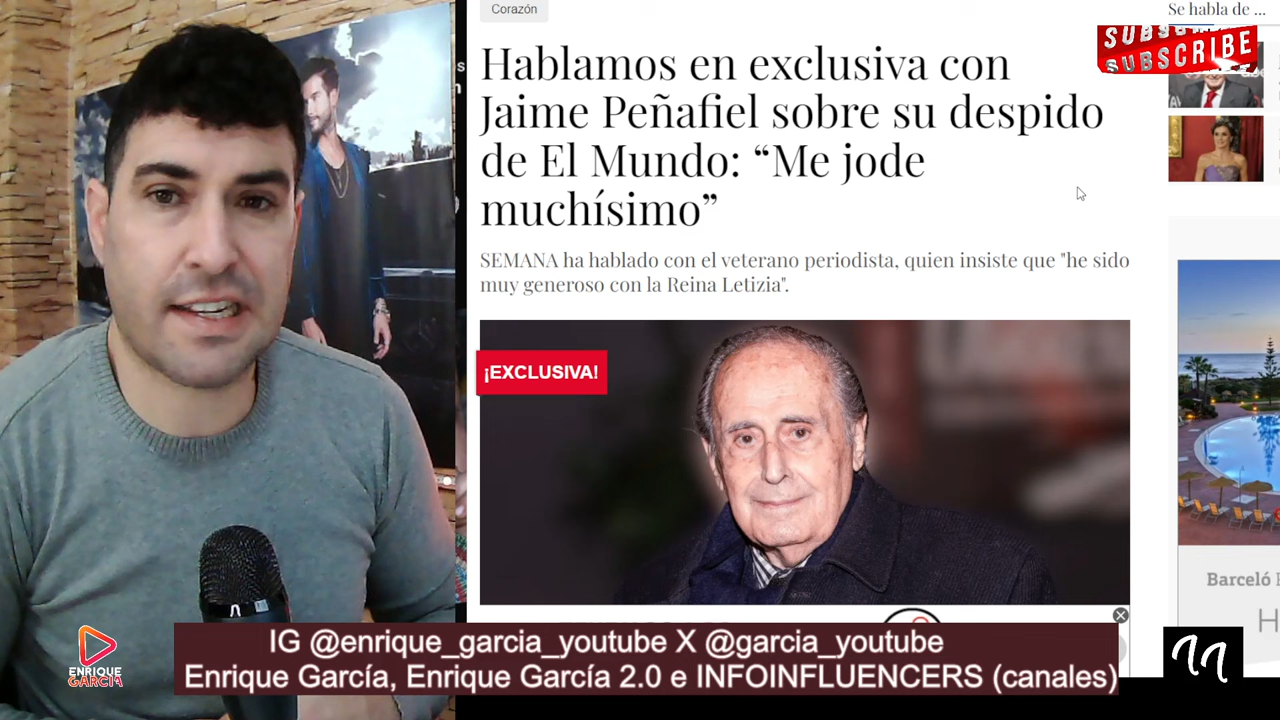 Corazón
Se habla de ...
SUBSCRIBE
SUBSCRIBE
Hablamos en exclusiva con
Jaime Peñafiel sobre su despido
de El Mundo: “Me jode
muchísimo”
SEMANA ha hablado con el veterano periodista, quien insiste que "he sido
muy generoso con la Reina Letizia".
¡EXCLUSIVA!
Barceló
H
IG @enrique_garcia_youtube X @garcia_youtube
Enrique García, Enrique García 2.0 e INFOINFLUENCERS (canales)
ENRIQUE
GARCÍA